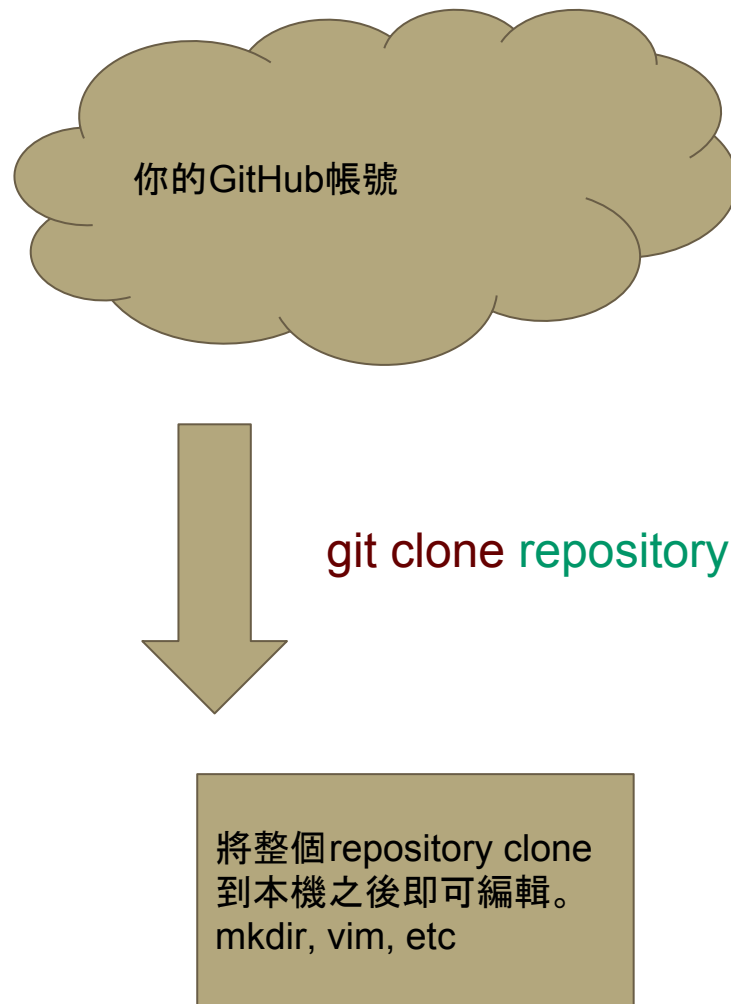 你的GitHub帳號
git clone repository
將整個repository clone
到本機之後即可編輯。
mkdir, vim, etc